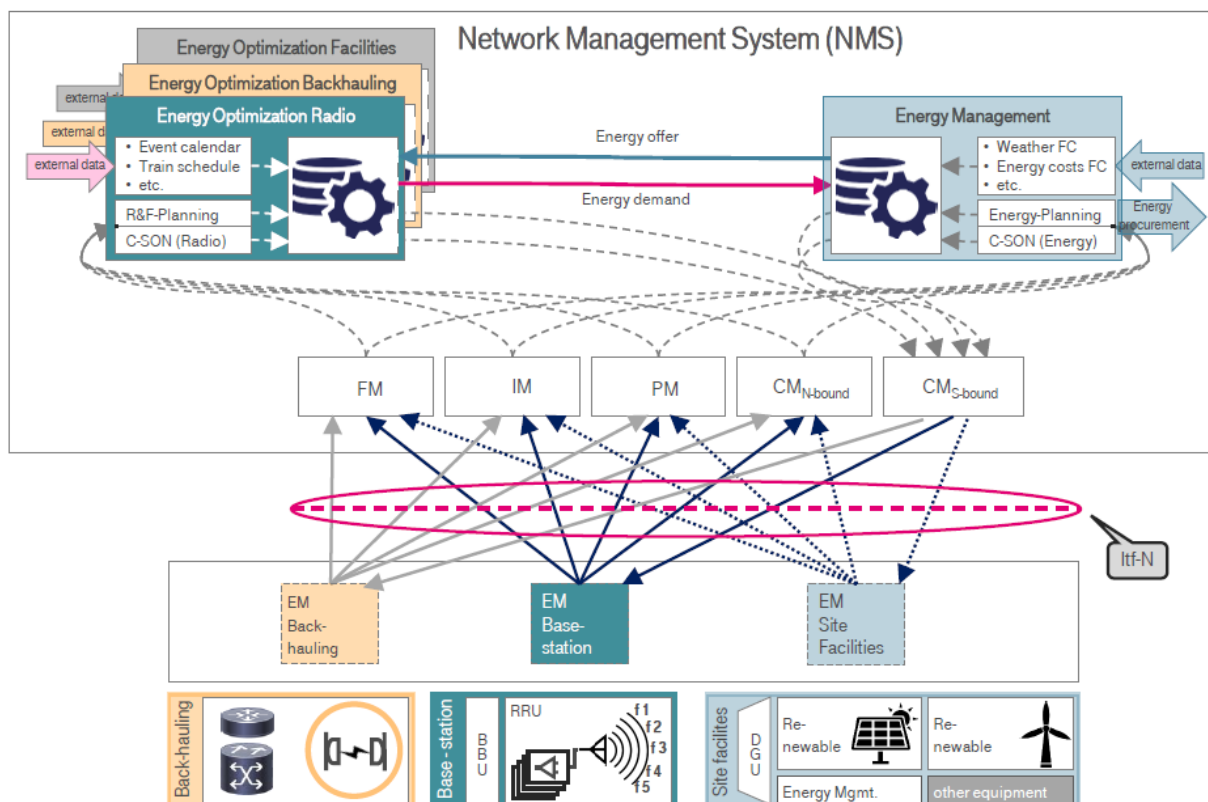 Network Management System (NMS)
Energy Optimization Facilities
Energy Optimization Backhauling
Energy Optimization Radio
external
external d
external data
• Event calendar
• Train schedule
• etc.
R&F-Planning
C-SON (Radio)
Energy offer
Energy demand
Energy Management
• Weather FC
• Energy costs FC
• etc.
Energy-Planning
C-SON (Energy)
external data
Energy
procurement
FM
IM
PM
CM N-bound
CM S-bound
Itf-N
EM
Back-
hauling
EM
Base-
station
EM
Site
Facilities
Back-hauling
Base - station
BBU
RRU
f1
f2
f3
f4
f5
Site facilites
DGU
Re-
newable
Re-
newable
Energy Mgmt.
other equipment